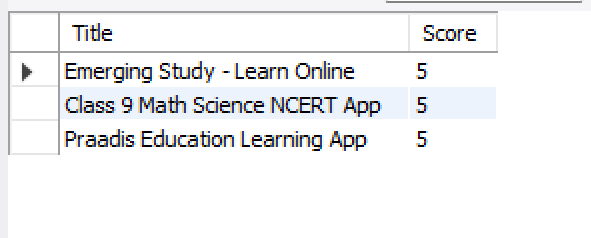 Title Score
Emerging Study - Learn Online 5
Class 9 Math Science NCERT App 5
Praadis Education Learning App 5